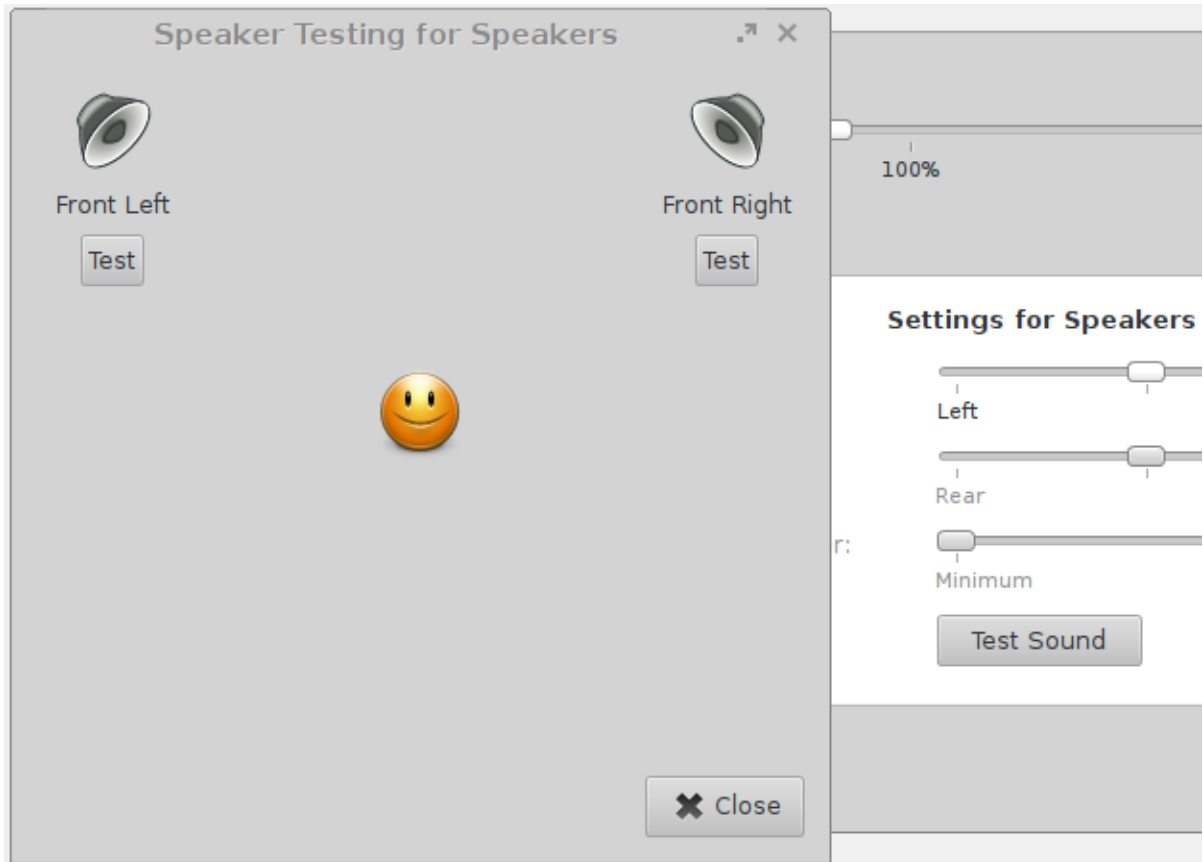 Speaker Testing for Speakers
Front Left
Front Right
Test
Test
Close
100%
Settings for Speakers
Left
Rear
r:
Minimum
Test Sound